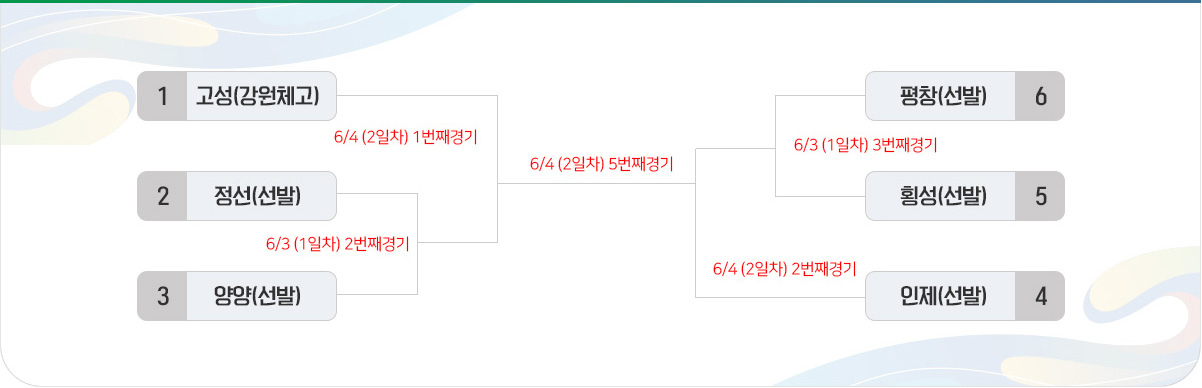 1 고성(강원체고)
6/4 (2일차) 1번째경기
2 정선(선발)
6/3 (1일차) 2번째경기
3 양양(선발)
6/4 (2일차) 5번째경기
평창(선발) 6
6/3 (1일차) 3번째경기
횡성(선발) 5
6/4 (2일차) 2번째경기
인제(선발) 4